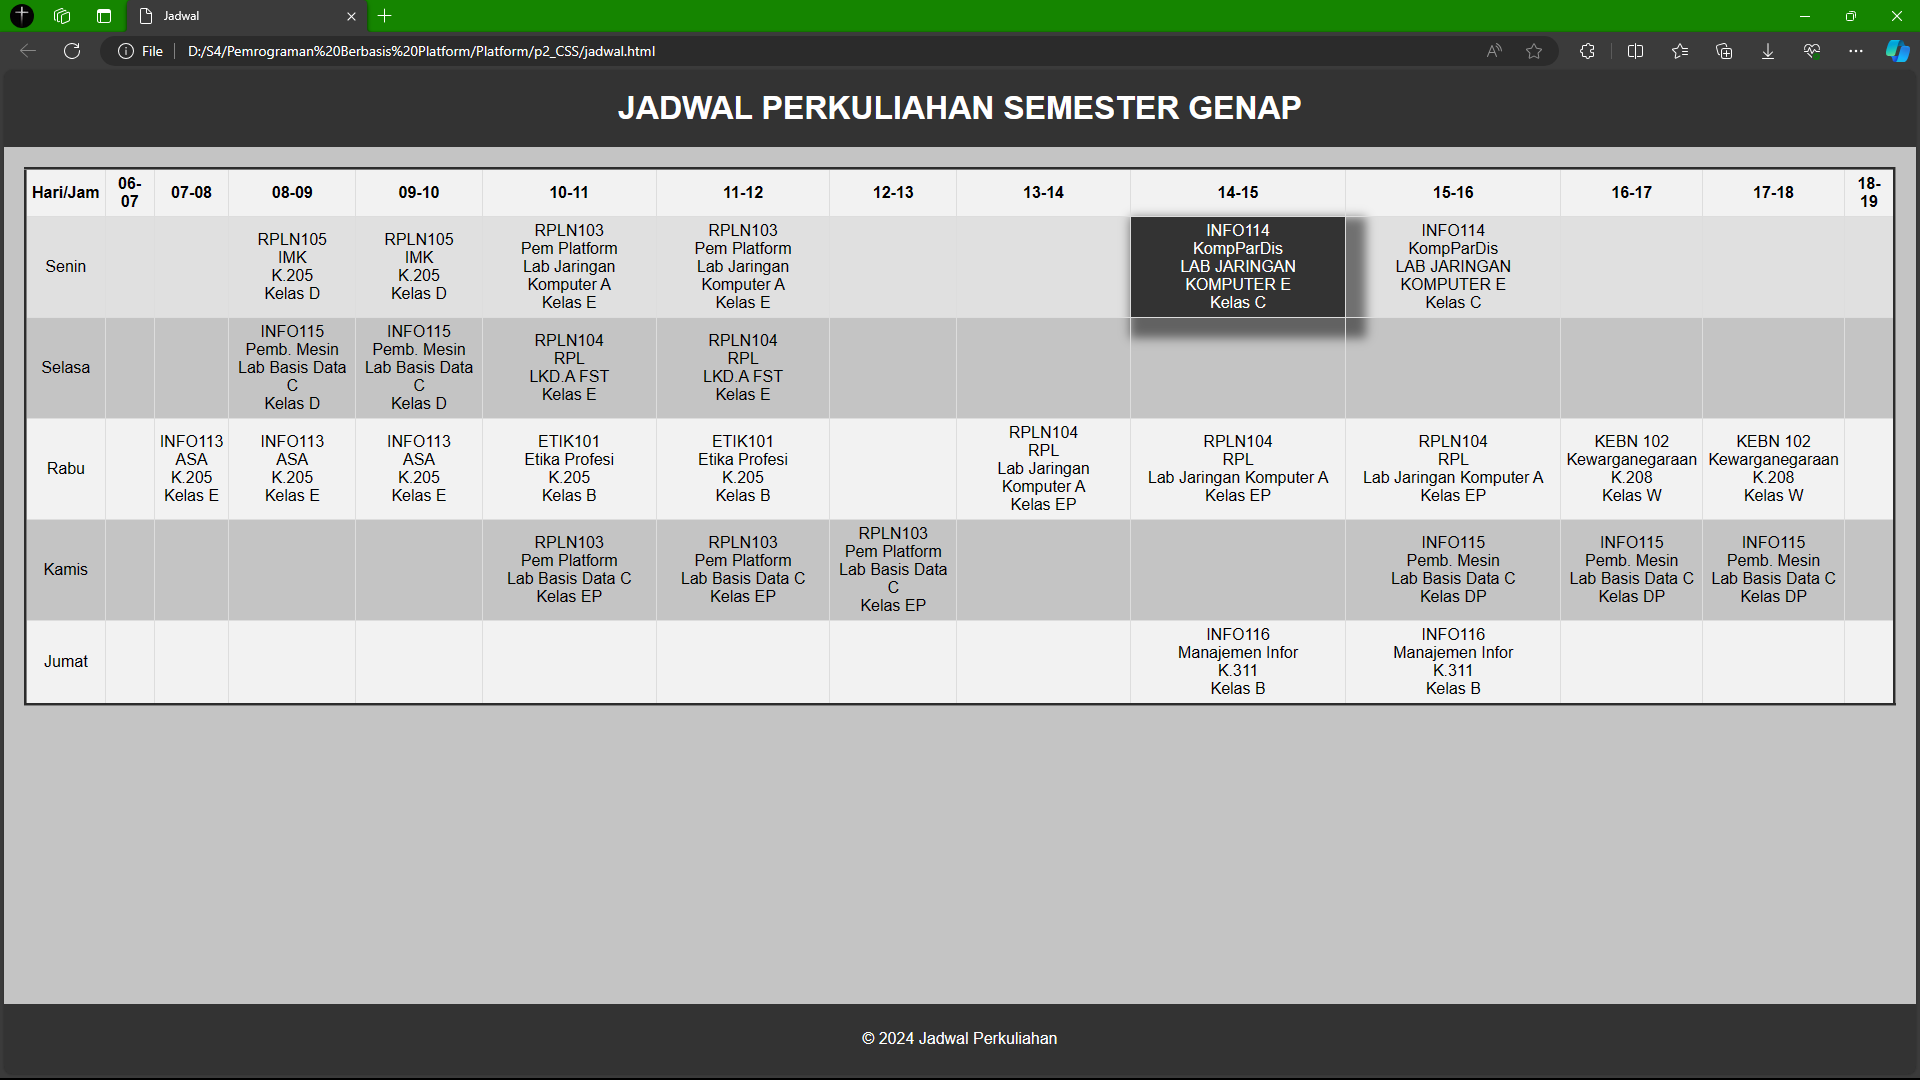 Jadwal
File
D:/S4/Pemrograman%20Berbasis%20Platform/Platform/p2_CSS/jadwal.html
JADWAL PERKULIAHAN SEMESTER GENAP
Hari/Jam 06-07 07-08 08-09 09-10 10-11 11-12 12-13 13-14 14-15 15-16 16-17 17-18 18-19
Senin
RPLN105
IMK
K.205
Kelas D
RPLN105
IMK
K.205
Kelas D
RPLN103
Pem Platform
Lab Jaringan
Komputer A
Kelas E
RPLN103
Pem Platform
Lab Jaringan
Komputer A
Kelas E
INFO114
KompParDis
LAB JARINGAN
KOMPUTER E
Kelas C
INFO114
KompParDis
LAB JARINGAN
KOMPUTER E
Kelas C
Selasa
INFO115
Pemb. Mesin
Lab Basis Data
C
Kelas D
INFO115
Pemb. Mesin
Lab Basis Data
C
Kelas D
RPLN104
RPL
LKD.A FST
Kelas E
RPLN104
RPL
LKD.A FST
Kelas E
Rabu
INFO113
ASA
K.205
Kelas E
INFO113
ASA
K.205
Kelas E
INFO113
ASA
K.205
Kelas E
ETIK101
Etika Profesi
K.205
Kelas B
ETIK101
Etika Profesi
K.205
Kelas B
RPLN104
RPL
Lab Jaringan
Komputer A
Kelas EP
RPLN104
RPL
Lab Jaringan Komputer A
Kelas EP
RPLN104
RPL
Lab Jaringan Komputer A
Kelas EP
KEBN 102
Kewarganegaraan
K.208
Kelas W
KEBN 102
Kewarganegaraan
K.208
Kelas W
Kamis
RPLN103
Pem Platform
Lab Basis Data C
Kelas EP
RPLN103
Pem Platform
Lab Basis Data C
Kelas EP
RPLN103
Pem Platform
Lab Basis Data
C
Kelas EP
INFO115
Pemb. Mesin
Lab Basis Data C
Kelas DP
INFO115
Pemb. Mesin
Lab Basis Data C
Kelas DP
INFO115
Pemb. Mesin
Lab Basis Data C
Kelas DP
Jumat
INFO116
Manajemen Infor
K.311
Kelas B
INFO116
Manajemen Infor
K.311
Kelas B
© 2024 Jadwal Perkuliahan